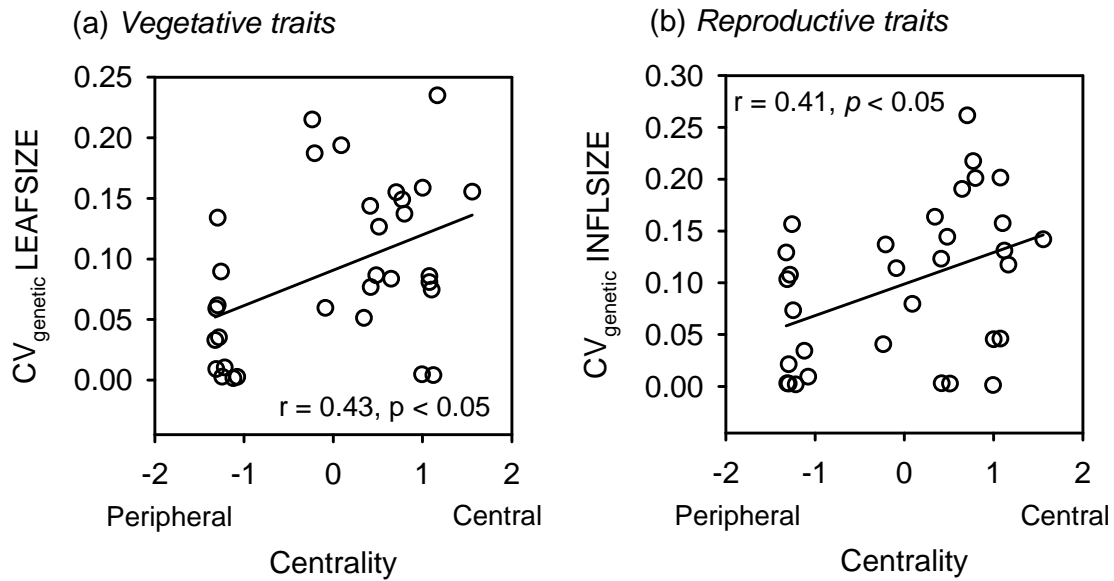 (a) Vegetative traits
0.25
0.20
0.15
0.10
0.05
0.00
CVgenetic LEAFSIZE
r = 0.43, p < 0.05
-2 -1 0 1 2
Peripheral Central
Centrality
(b) Reproductive traits
0.30
0.25
0.20
0.15
0.10
0.05
0.00
CVgenetic INFLSIZE
r = 0.41, p < 0.05
-2 -1 0 1 2
Peripheral Central
Centrality